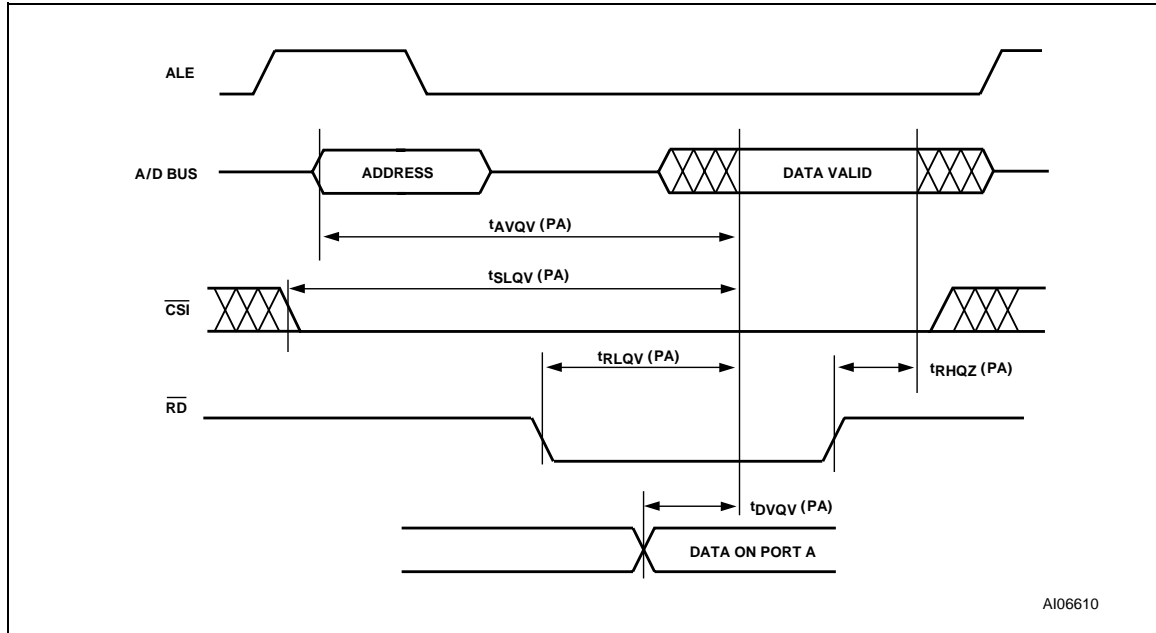 ALE
A/D BUS
ADDRESS
DATA VALID
tAVQV (PA)
tSLQV (PA)
CSI
tRLQV (PA)
tRHQZ (PA)
RD
tDVQV (PA)
DATA ON PORT A
AI06610